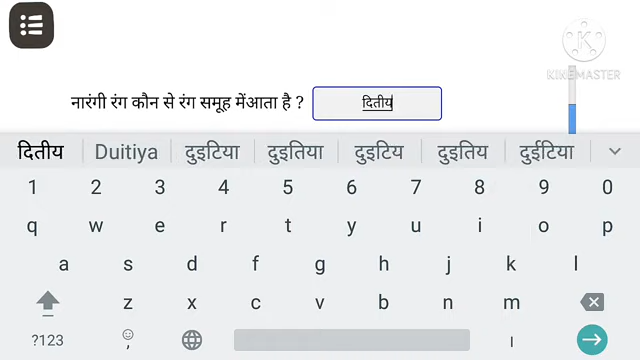 KINEMASTER
नारंगी रंग कौन से रंग समूह मेंआता है ? दितीय
दितीय Duitiya दुइटिया दुइतिया दुइटिय दुइतिय दुईटिया
1 2 3 4 5 6 7 8 9 0
q w e r t y u i o p
a s d f g h j k l
z x c v b n m
?123 , ।